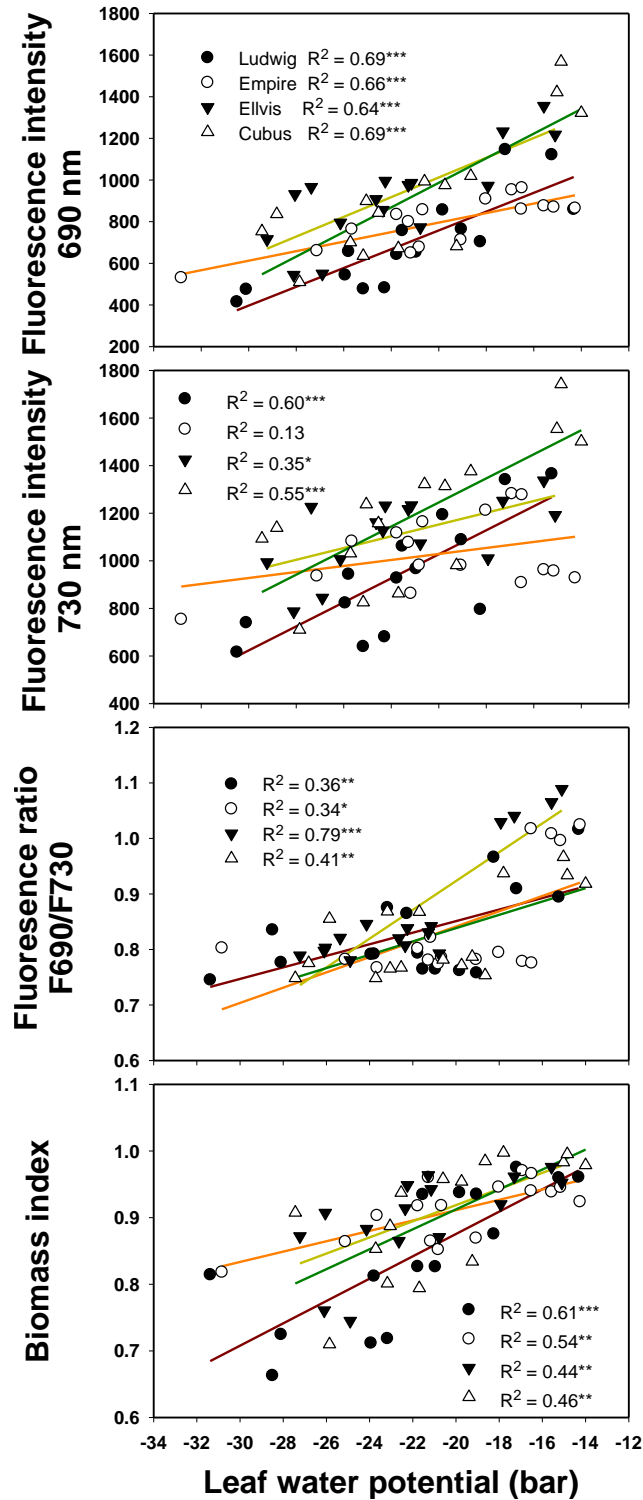 Fluorescence intensity
690 nm
1800
1600
1400
1200
1000
800
600
400
200
Ludwig R² = 0.69***
Empire R² = 0.66***
Ellvis R² = 0.64***
Cubus R² = 0.69***
Fluorescence intensity
730 nm
1800
1600
1400
1200
1000
800
600
400
R² = 0.60***
R² = 0.13
R² = 0.35*
R² = 0.55***
Fluoresence ratio
F690/F730
1.2
1.1
1.0
0.9
0.8
0.7
0.6
R² = 0.36**
R² = 0.34*
R² = 0.79***
R² = 0.41**
Biomass index
1.1
1.0
0.9
0.8
0.7
0.6
R² = 0.61***
R² = 0.54**
R² = 0.44**
R² = 0.46**
-34 -32 -30 -28 -26 -24 -22 -20 -18 -16 -14 -12
Leaf water potential (bar)